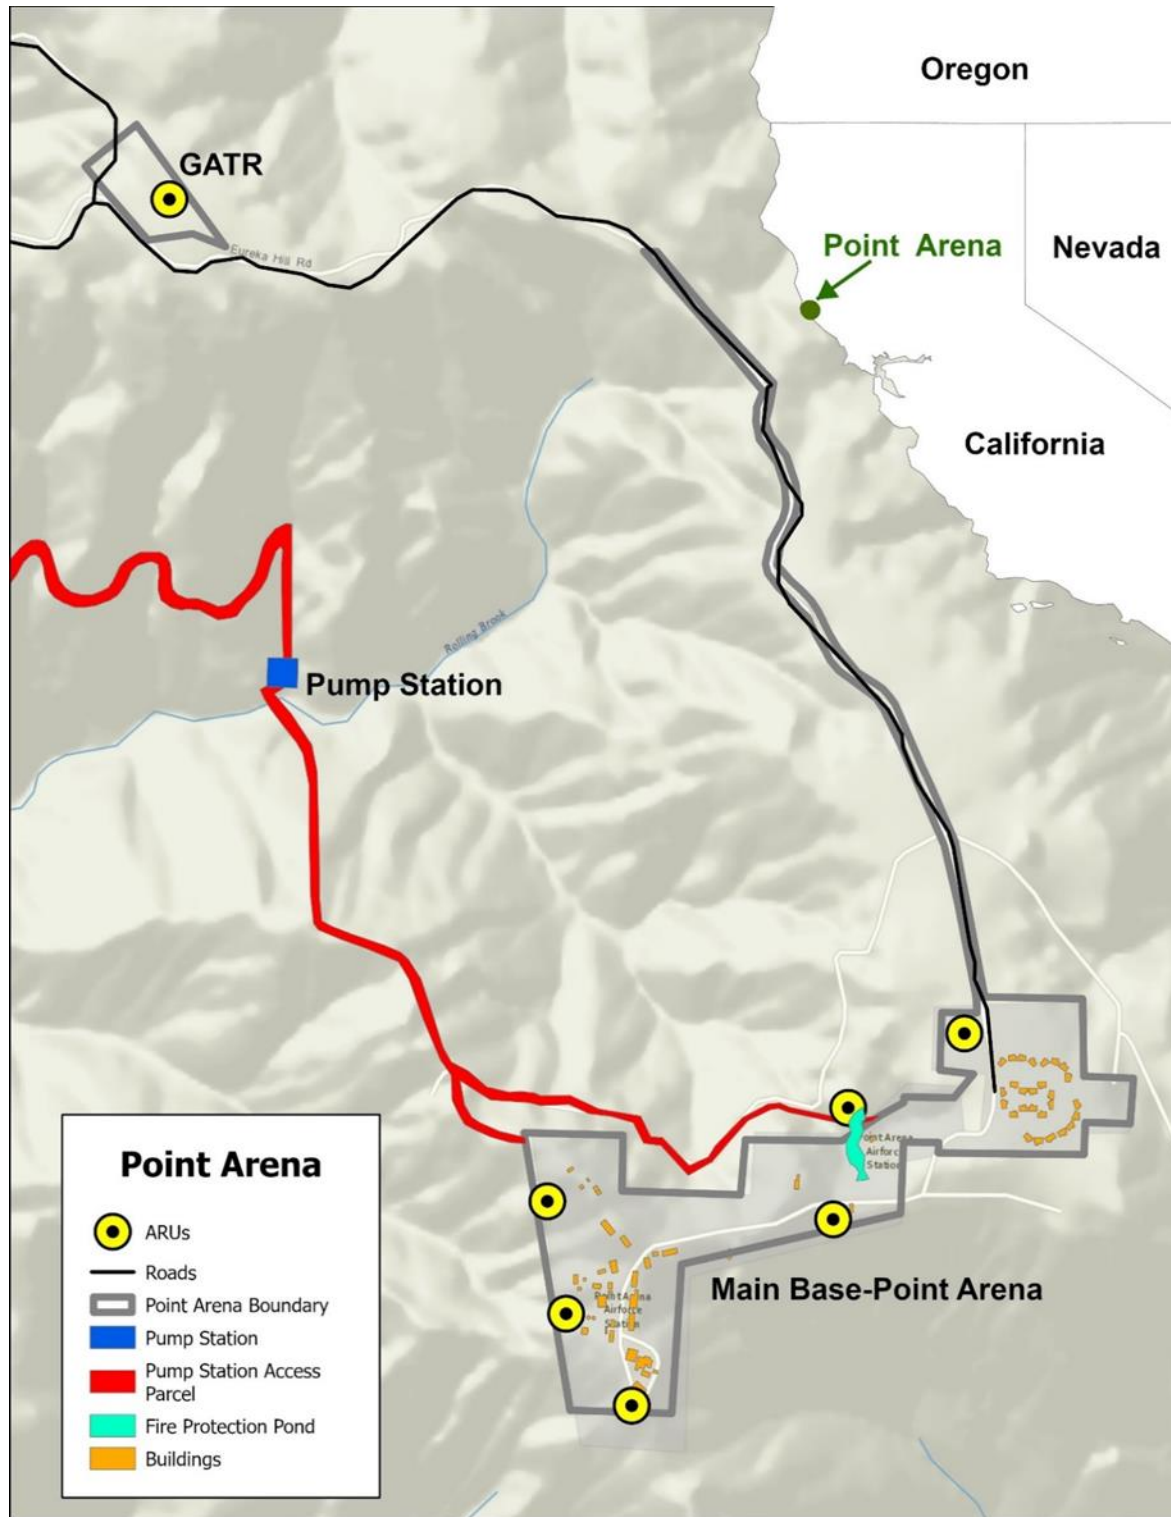 Oregon
GATR
Eureka Hill Rd
Point Arena
Nevada
California
Rolling Brook
Pump Station
Point Arena
Airforce
Station
Main Base-Point Arena
Point Arena
Airforce
Station
Point Arena
ARUs
Roads
Point Arena Boundary
Pump Station
Pump Station Access
Parcel
Fire Protection Pond
Buildings